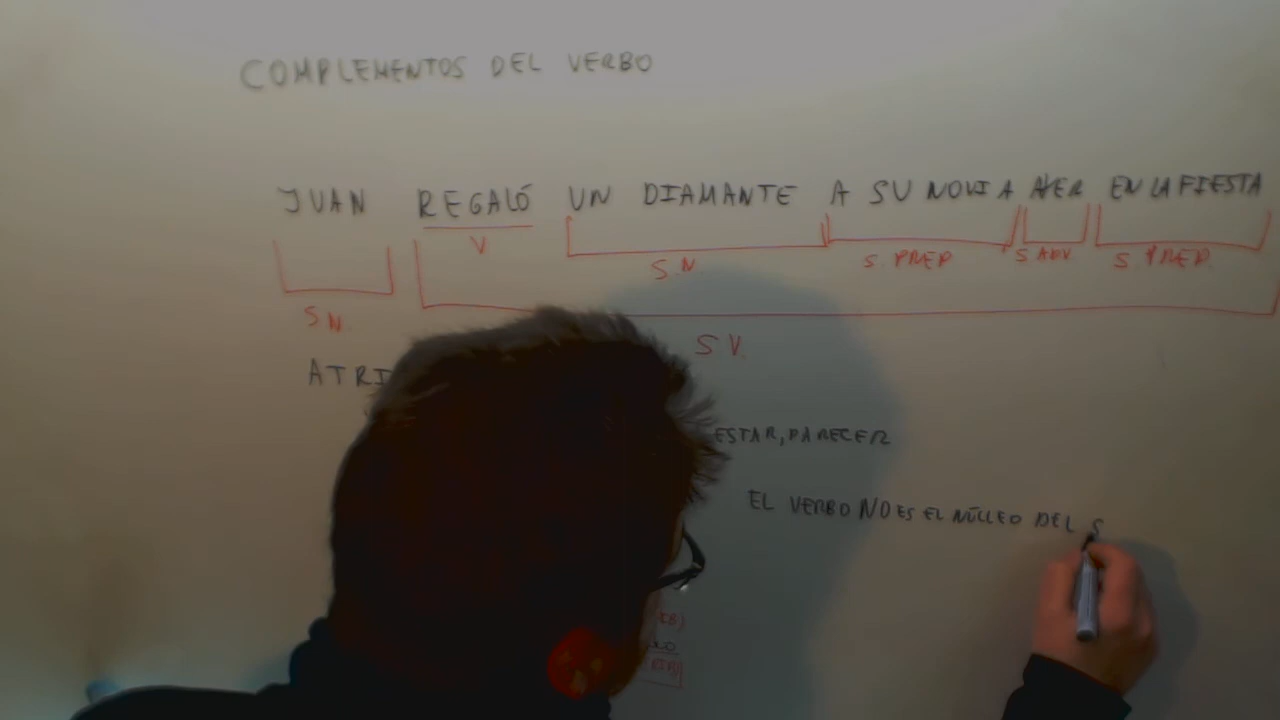 COMPLEMENTOS DEL VERBO
JUAN REGALÓ UN DIAMANTE A SU NOVIA AYER EN LA FIESTA
V
S.N S. PREP S. ADV S. PREP.
S N.
S V.
ATRI
ESTAR, PARECER
EL VERBO NO ES EL NÚCLEO DEL S